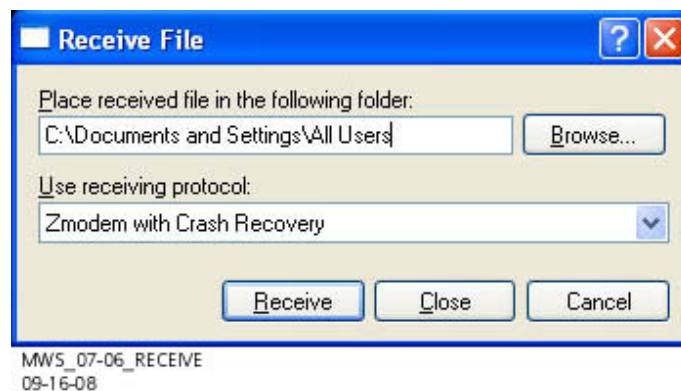 Receive File
Place received file in the following folder:
C:\Documents and Settings\All Users
Browse...
Use receiving protocol:
Zmodem with Crash Recovery
Receive Close Cancel
MWS_07-06_RECEIVE
09-16-08